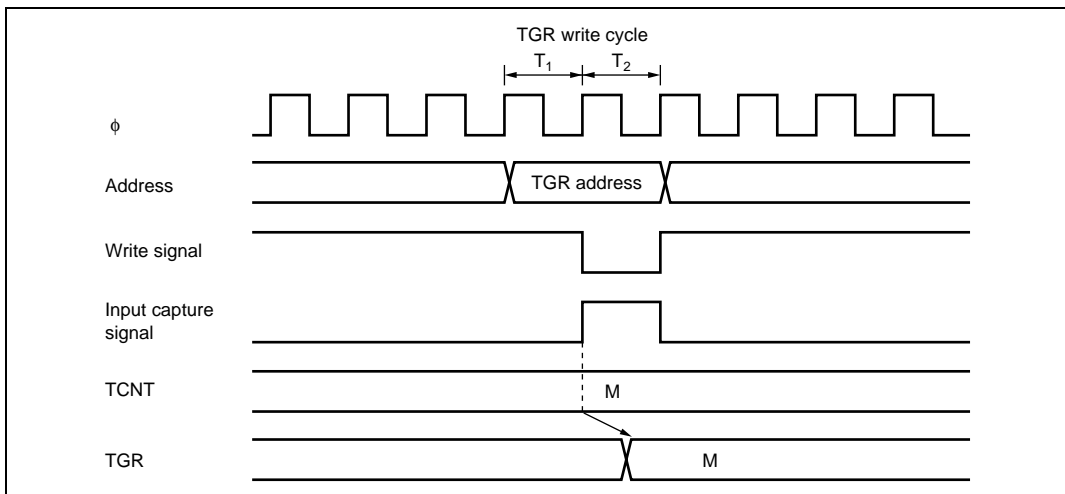 TGR write cycle
T₁ T₂
ϕ
Address
TGR address
Write signal
Input capture
signal
TCNT
M
TGR
M